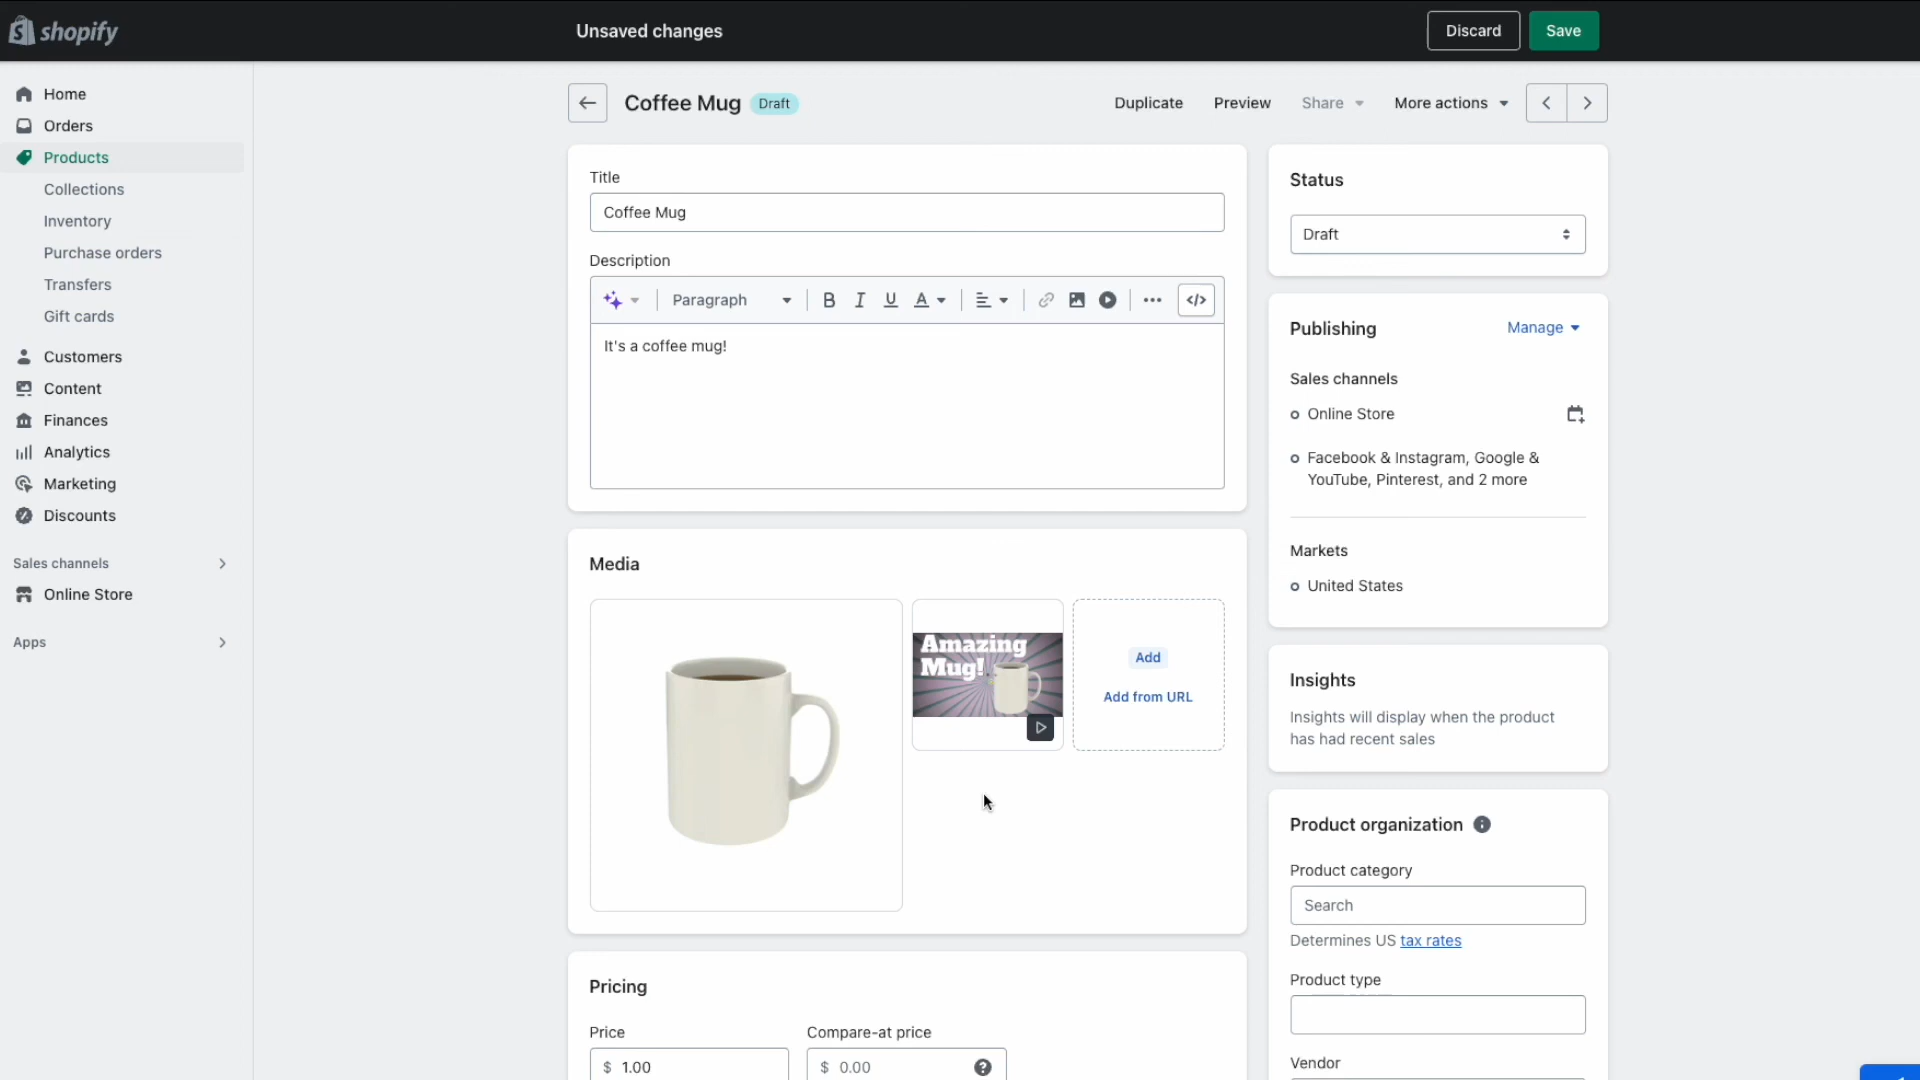 shopify
Unsaved changes
Discard
Save
Home
Orders
Products
Collections
Inventory
Purchase orders
Transfers
Gift cards
Customers
Content
Finances
Analytics
Marketing
Discounts
Sales channels
Online Store
Apps
Coffee Mug
Draft
Duplicate
Preview
Share
More actions
Title
Coffee Mug
Description
Paragraph
B I U A
</>
It's a coffee mug!
Media
Amazing
Mug!
Add
Add from URL
Pricing
Price
Compare-at price
$ 1.00
$ 0.00
Status
Draft
Publishing
Manage
Sales channels
Online Store
Facebook & Instagram, Google &
YouTube, Pinterest, and 2 more
Markets
United States
Insights
Insights will display when the product
has had recent sales
Product organization
Product category
Search
Determines US tax rates
Product type
Vendor